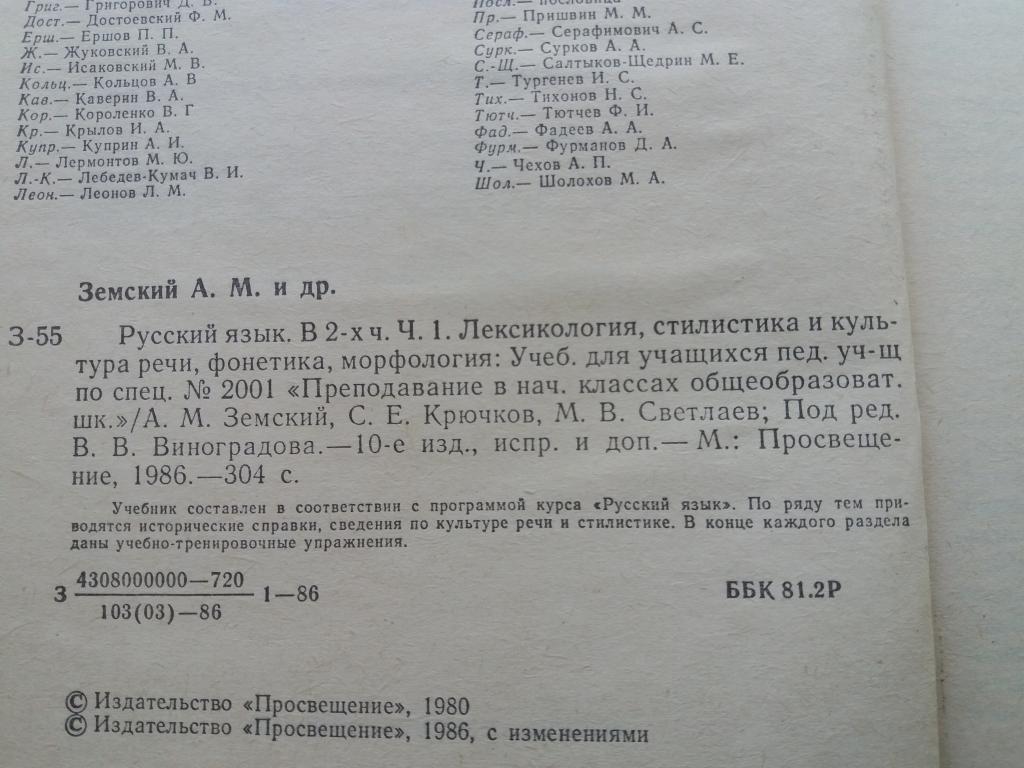 Григ.— Григорович Д. В.
Дост.— Достоевский Ф. М.
Ерш.— Ершов П. П.
Ж.— Жуковский В. А.
Ис.— Исаковский М. В.
Кольц.— Кольцов А. В
Кав.— Каверин В. А.
Кор.— Короленко В. Г
Кр.— Крылов И. А.
Купр.— Куприн А. И.
Л.— Лермонтов М. Ю.
Л.-К.— Лебедев-Кумач В. И.
Леон.— Леонов Л. М.
Посл.— пословица
Пр.— Пришвин М. М.
Сераф.— Серафимович А. С.
Сурк.— Сурков А. А.
С.-Щ.— Салтыков-Щедрин М. Е.
Т.— Тургенев И. С.
Тих.— Тихонов Н. С.
Тютч.— Тютчев Ф. И.
Фад.— Фадеев А. А.
Фурм.— Фурманов Д. А.
Ч.— Чехов А. П.
Шол.— Шолохов М. А.
Земский А. М. и др.
З-55 Русский язык. В 2-х ч. Ч. 1. Лексикология, стилистика и куль-
тура речи, фонетика, морфология: Учеб. для учащихся пед. уч-щ
по спец. № 2001 «Преподавание в нач. классах общеобразоват.
шк.»/А. М. Земский, С. Е. Крючков, М. В. Светлаев; Под ред.
В. В. Виноградова.—10-е изд., испр. и доп.— М.: Просвеще-
ние, 1986.—304 с.
Учебник составлен в соответствии с программой курса «Русский язык». По ряду тем при-
водятся исторические справки, сведения по культуре речи и стилистике. В конце каждого раздела
даны учебно-тренировочные упражнения.
4308000000—720
З 1—86
103(03)—86
ББК 81.2Р
© Издательство «Просвещение», 1980
© Издательство «Просвещение», 1986, с изменениями